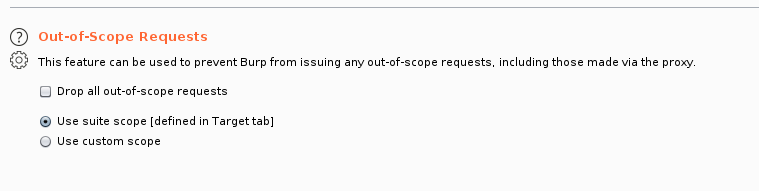 Out-of-Scope Requests
This feature can be used to prevent Burp from issuing any out-of-scope requests, including those made via the proxy.
Drop all out-of-scope requests
Use suite scope [defined in Target tab]
Use custom scope